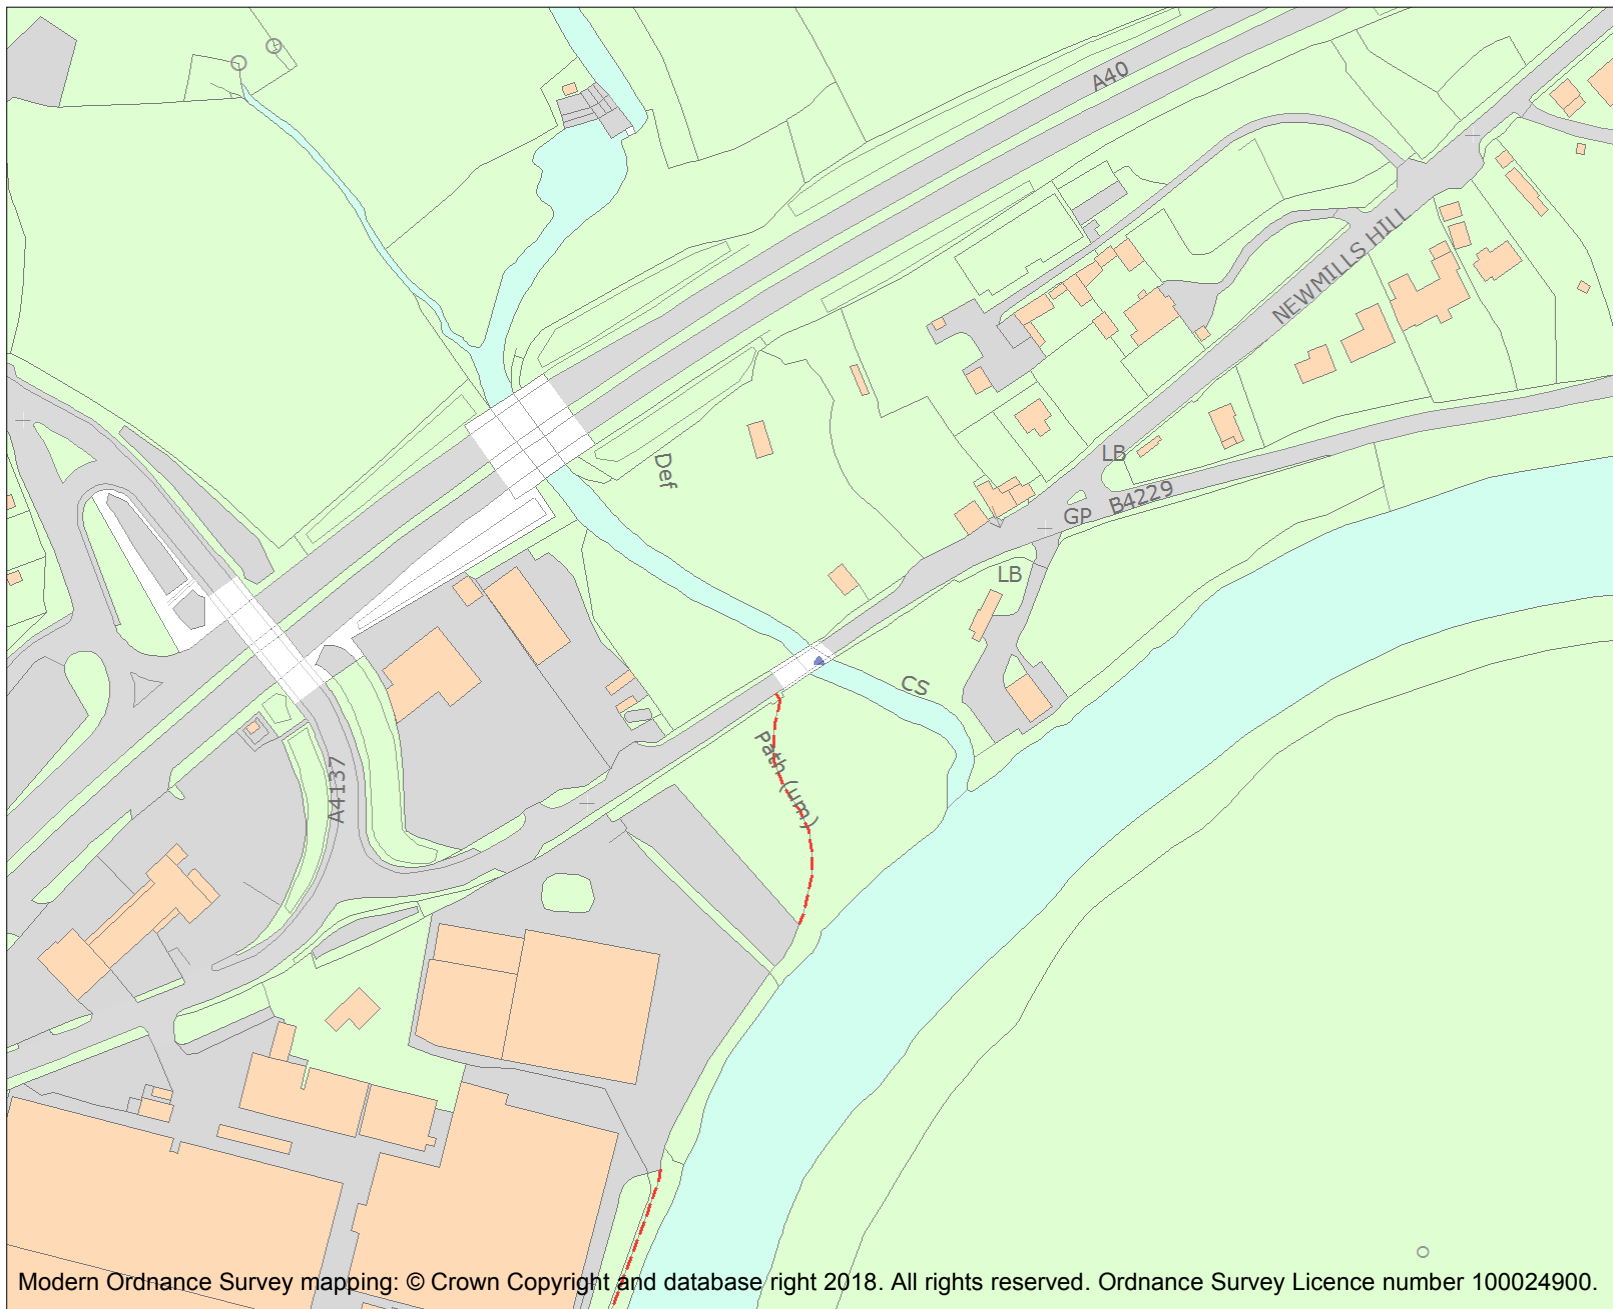 A40
NEWMILLS HILL
Def
LB
B4229
GP
LB
CS
Path (um)
A4137
Modern Ordnance Survey mapping: © Crown Copyright and database right 2018. All rights reserved. Ordnance Survey Licence number 100024900.